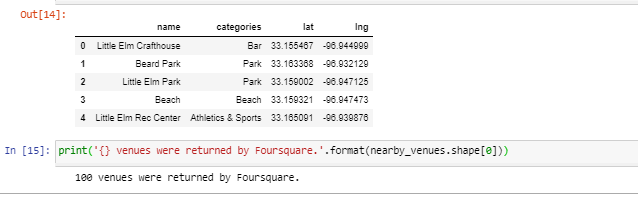 Out[14]:
name categories lat lng
0 Little Elm Crafthouse Bar 33.155467 -96.944999
1 Beard Park Park 33.163368 -96.932129
2 Little Elm Park Park 33.159002 -96.947125
3 Beach Beach 33.159321 -96.947473
4 Little Elm Rec Center Athletics & Sports 33.165091 -96.939876
In [15]: print('{} venues were returned by Foursquare.'.format(nearby_venues.shape[0]))
100 venues were returned by Foursquare.